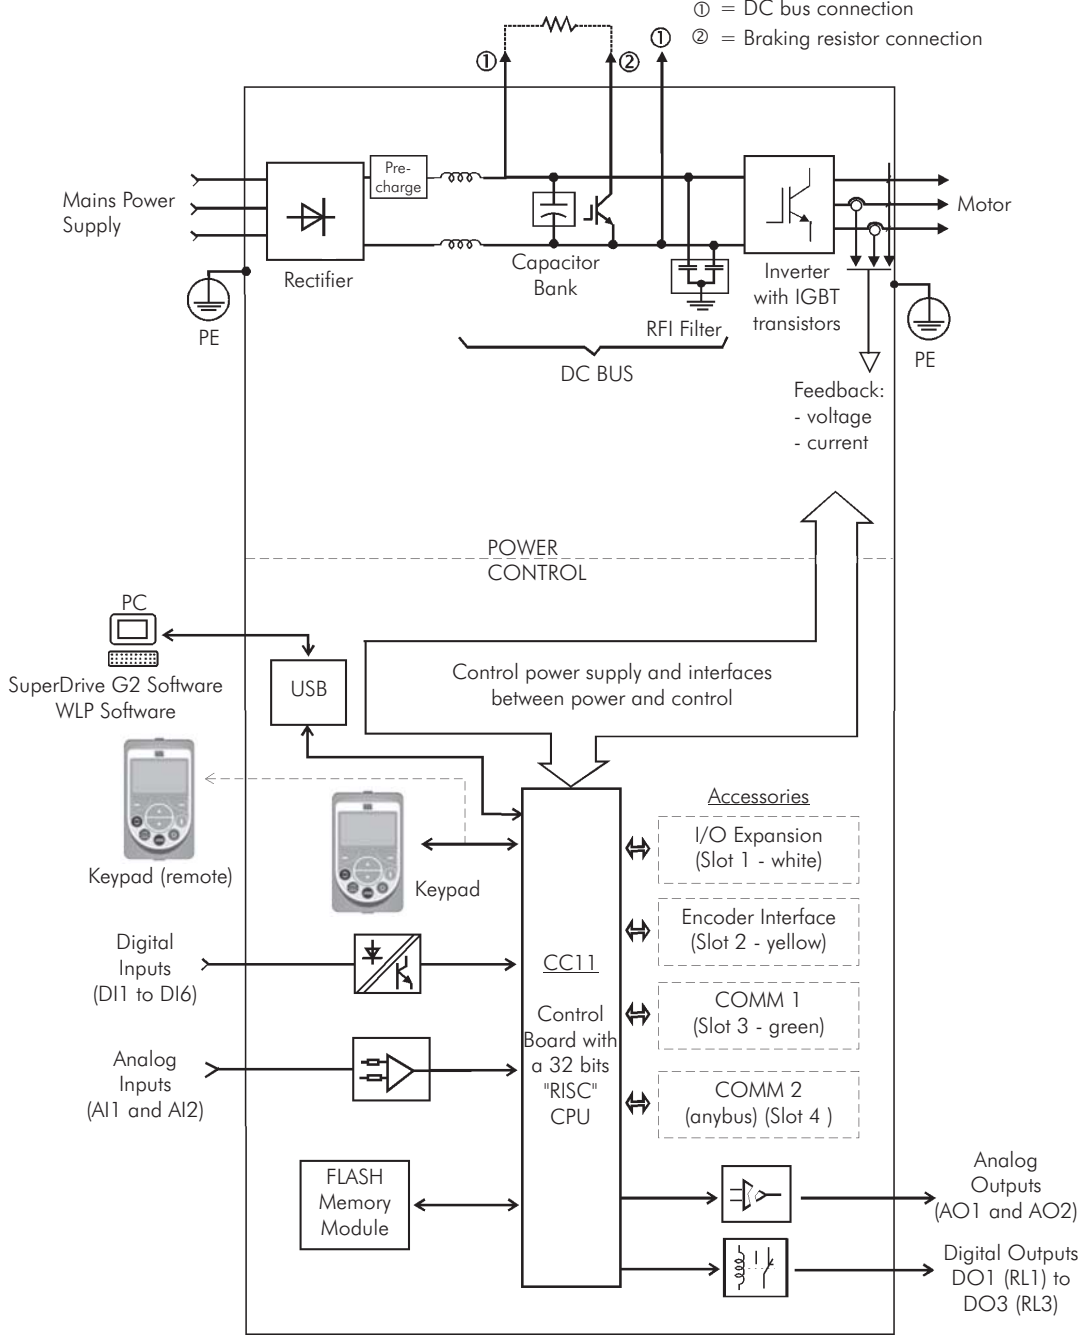 ① = DC bus connection
② = Braking resistor connection
①
②
①
Mains Power
Supply
Pre-
charge
Motor
Rectifier
Capacitor
Bank
Inverter
with IGBT
transistors
PE
RFI Filter
PE
DC BUS
Feedback:
- voltage
- current
POWER
CONTROL
PC
SuperDrive G2 Software
WLP Software
USB
Control power supply and interfaces
between power and control
Keypad (remote)
Keypad
Accessories
I/O Expansion
(Slot 1 - white)
Encoder Interface
(Slot 2 - yellow)
COMM 1
(Slot 3 - green)
COMM 2
(anybus) (Slot 4 )
Digital
Inputs
(DI1 to DI6)
CC11
Control
Board with
a 32 bits
"RISC"
CPU
Analog
Inputs
(AI1 and AI2)
FLASH
Memory
Module
Analog
Outputs
(AO1 and AO2)
Digital Outputs
DO1 (RL1) to
DO3 (RL3)